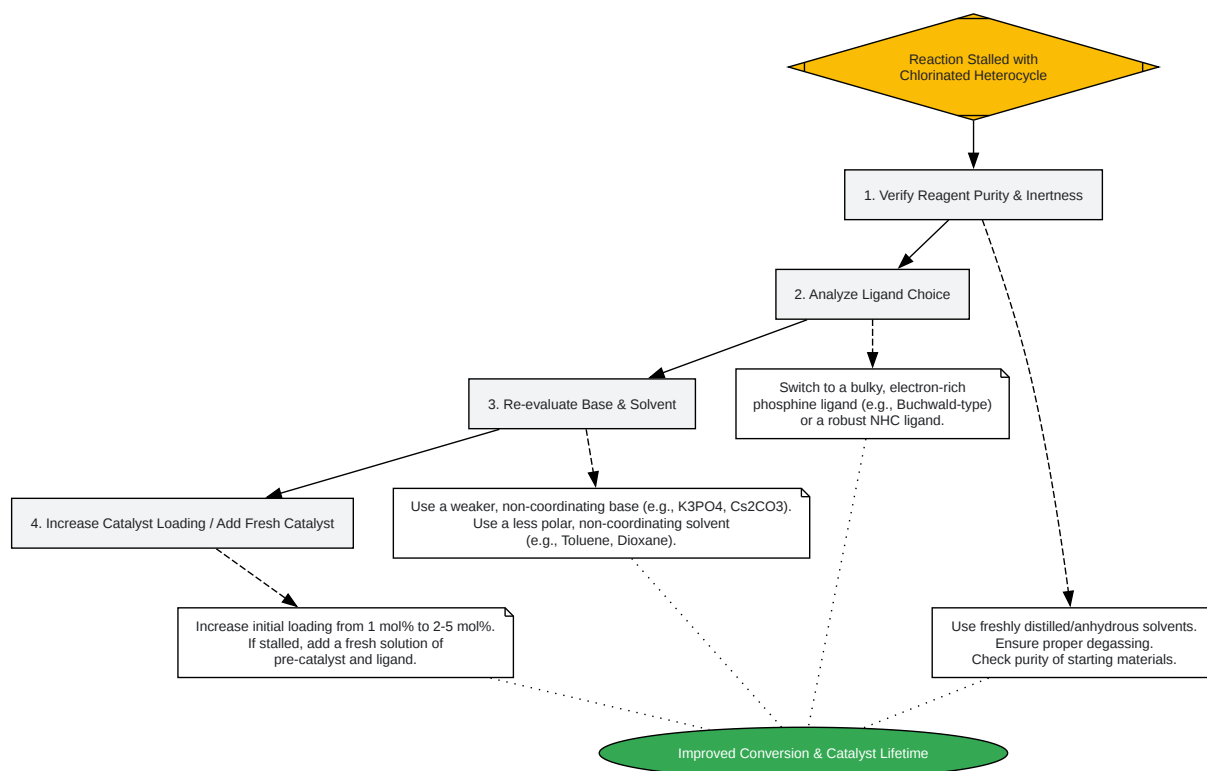 Reaction Stalled with
Chlorinated Heterocycle
1. Verify Reagent Purity & Inertness
2. Analyze Ligand Choice
Switch to a bulky, electron-rich
phosphine ligand (e.g., Buchwald-type)
or a robust NHC ligand.
3. Re-evaluate Base & Solvent
Use a weaker, non-coordinating base (e.g., K3PO4, Cs2CO3).
Use a less polar, non-coordinating solvent
(e.g., Toluene, Dioxane).
4. Increase Catalyst Loading / Add Fresh Catalyst
Increase initial loading from 1 mol% to 2-5 mol%.
If stalled, add a fresh solution of
pre-catalyst and ligand.
Use freshly distilled/anhydrous solvents.
Ensure proper degassing.
Check purity of starting materials.
Improved Conversion & Catalyst Lifetime